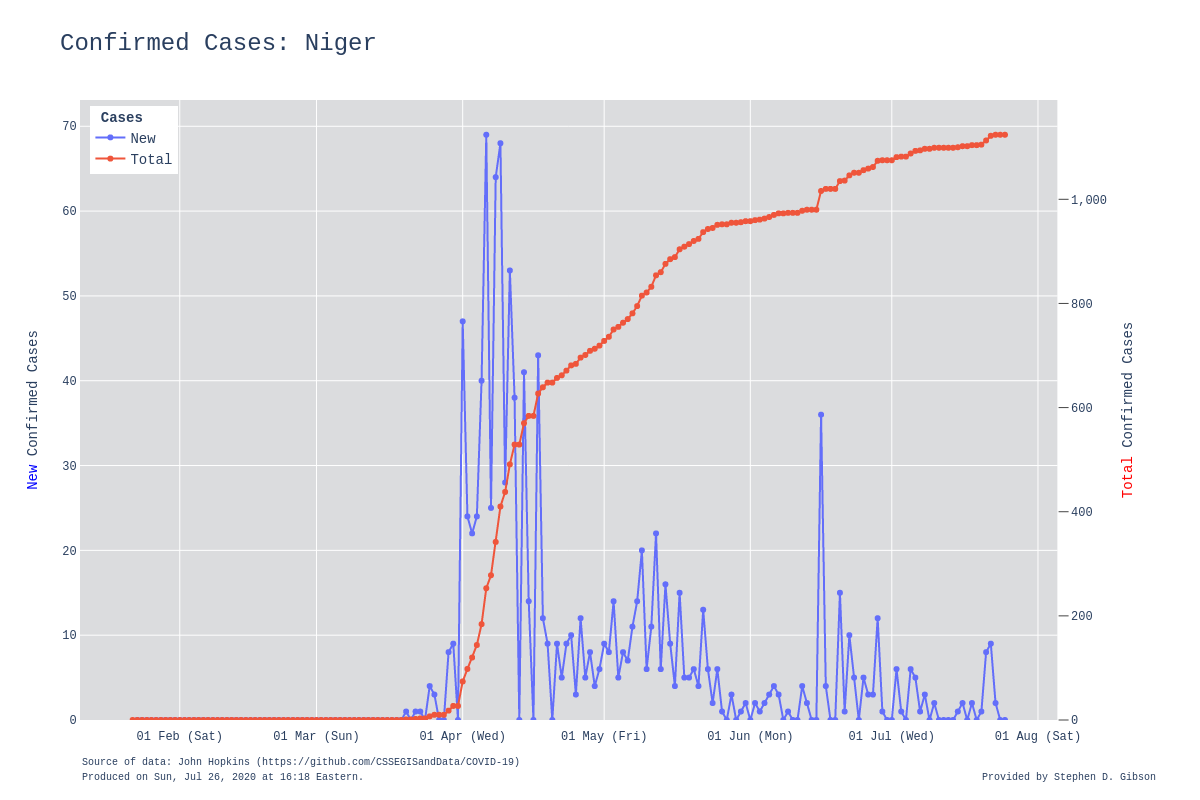 Confirmed Cases: Niger
Cases
New
Total
70
60
50
40
30
20
10
0
1,000
800
600
400
200
0
New Confirmed Cases
Total Confirmed Cases
01 Feb (Sat)
01 Mar (Sun)
01 Apr (Wed)
01 May (Fri)
01 Jun (Mon)
01 Jul (Wed)
01 Aug (Sat)
Source of data: John Hopkins (https://github.com/CSSEGISandData/COVID-19)
Produced on Sun, Jul 26, 2020 at 16:18 Eastern.
Provided by Stephen D. Gibson